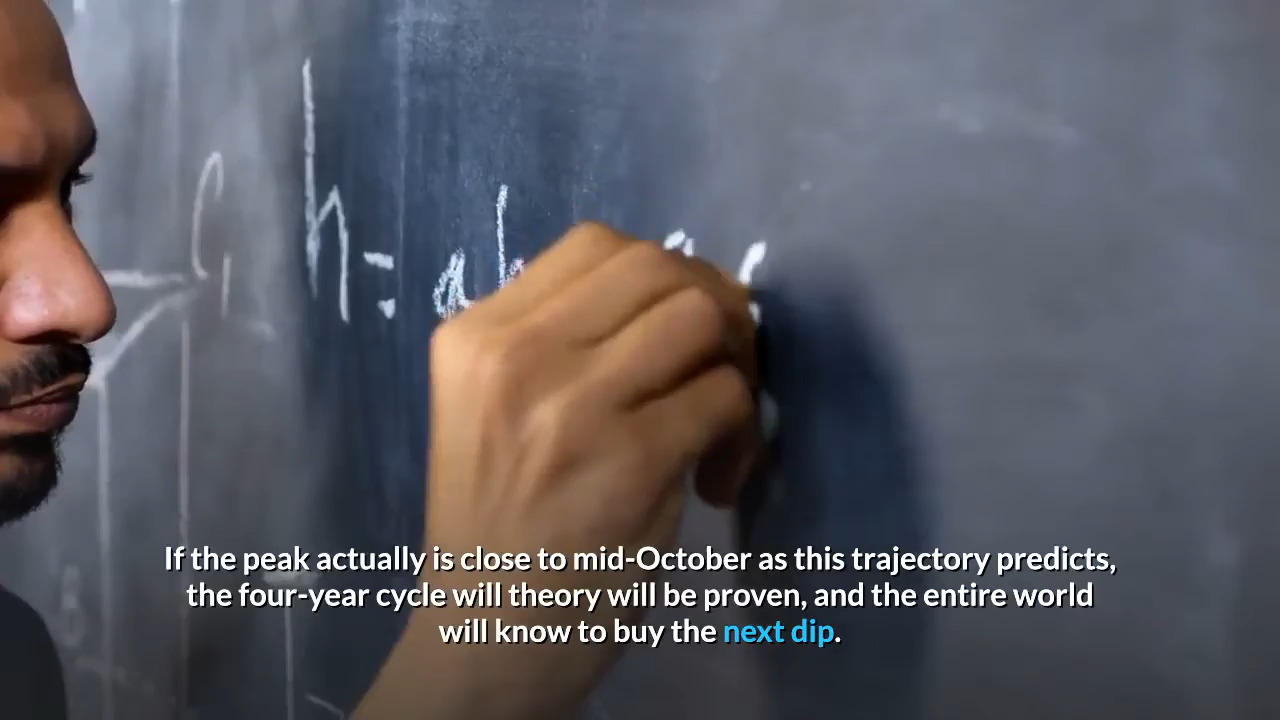 h = ab
If the peak actually is close to mid-October as this trajectory predicts,
the four-year cycle will theory will be proven, and the entire world
will know to buy the next dip.